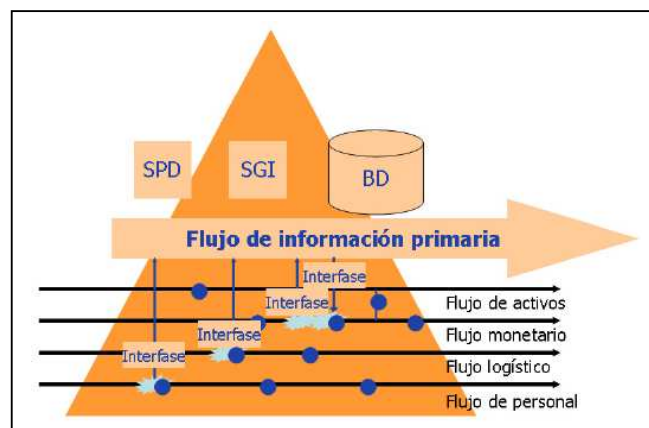 SPD
SGI
BD
Flujo de información primaria
Interfase
Flujo de activos
Interfase
Flujo monetario
Interfase
Flujo logístico
Interfase
Flujo de personal